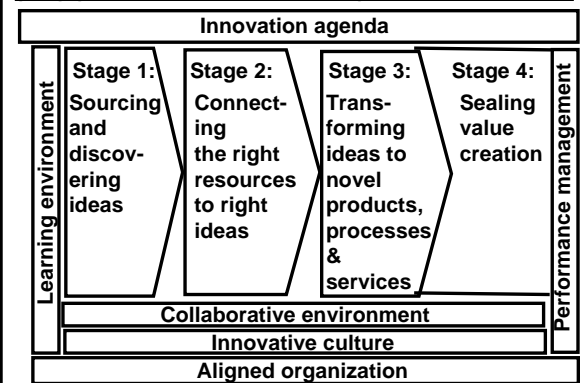 Innovation agenda
Learning environment
Stage 1:
Sourcing
and
discov-
ering
ideas
Stage 2:
Connect-
ing
the right
resources
to right
ideas
Stage 3:
Trans-
forming
ideas to
novel
products,
processes
&
services
Stage 4:
Sealing
value
creation
Performance management
Collaborative environment
Innovative culture
Aligned organization